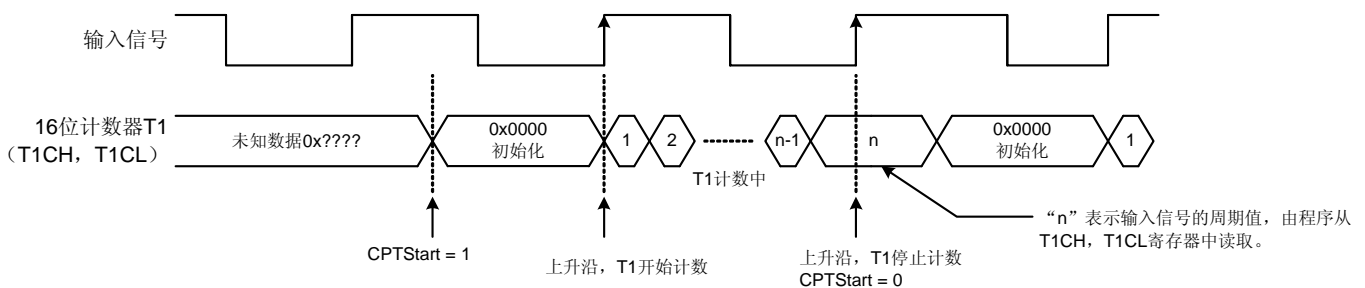 输入信号
16位计数器T1
（T1CH，T1CL）
未知数据0x????
0x0000
初始化
1
2
n-1
n
0x0000
初始化
1
T1计数中
CPTStart = 1
上升沿，T1开始计数
上升沿，T1停止计数
CPTStart = 0
“n”表示输入信号的周期值，由程序从
T1CH，T1CL寄存器中读取。